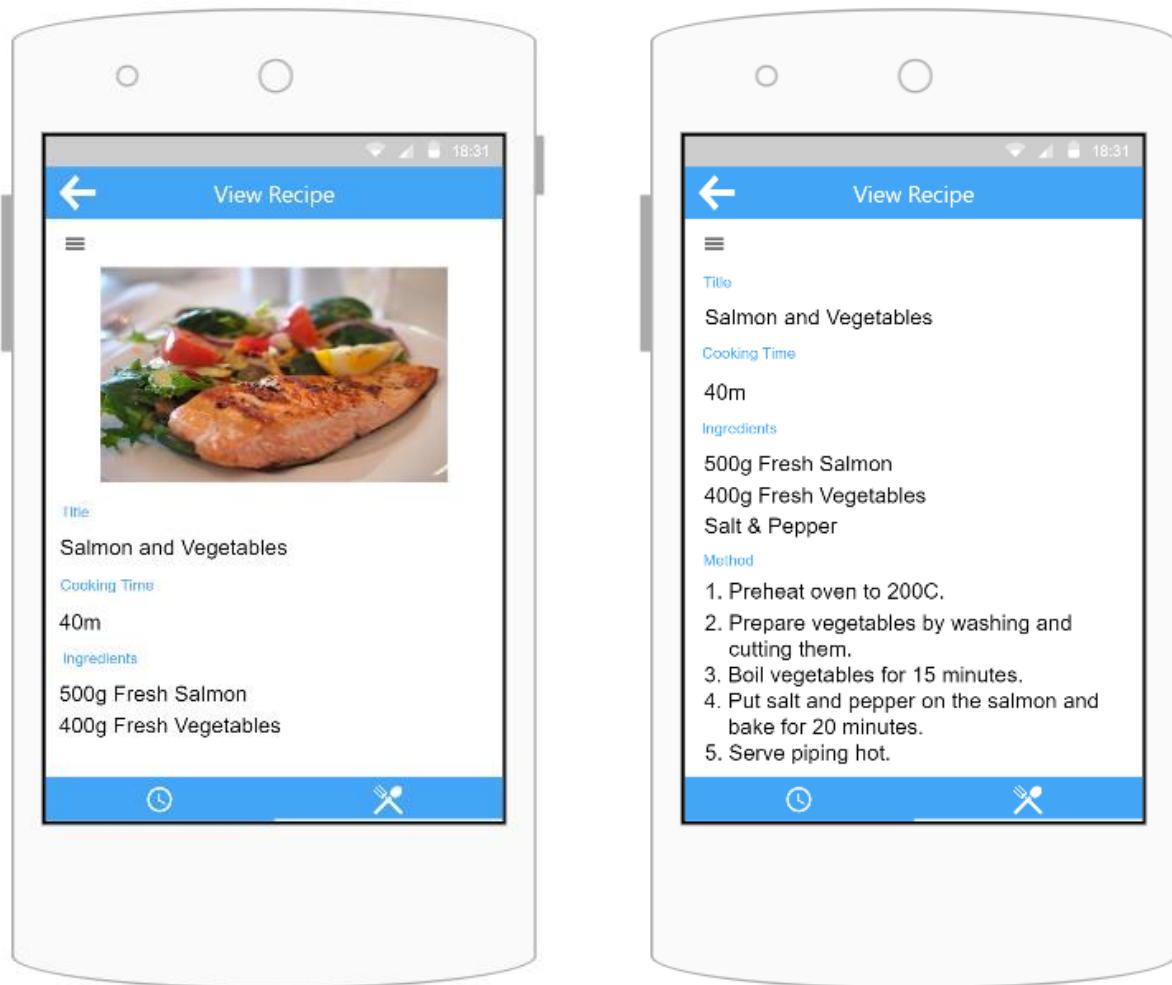 18:31
View Recipe
Title
Salmon and Vegetables
Cooking Time
40m
Ingredients
500g Fresh Salmon
400g Fresh Vegetables
18:31
View Recipe
Title
Salmon and Vegetables
Cooking Time
40m
Ingredients
500g Fresh Salmon
400g Fresh Vegetables
Salt & Pepper
Method
1. Preheat oven to 200C.
2. Prepare vegetables by washing and
cutting them.
3. Boil vegetables for 15 minutes.
4. Put salt and pepper on the salmon and
bake for 20 minutes.
5. Serve piping hot.